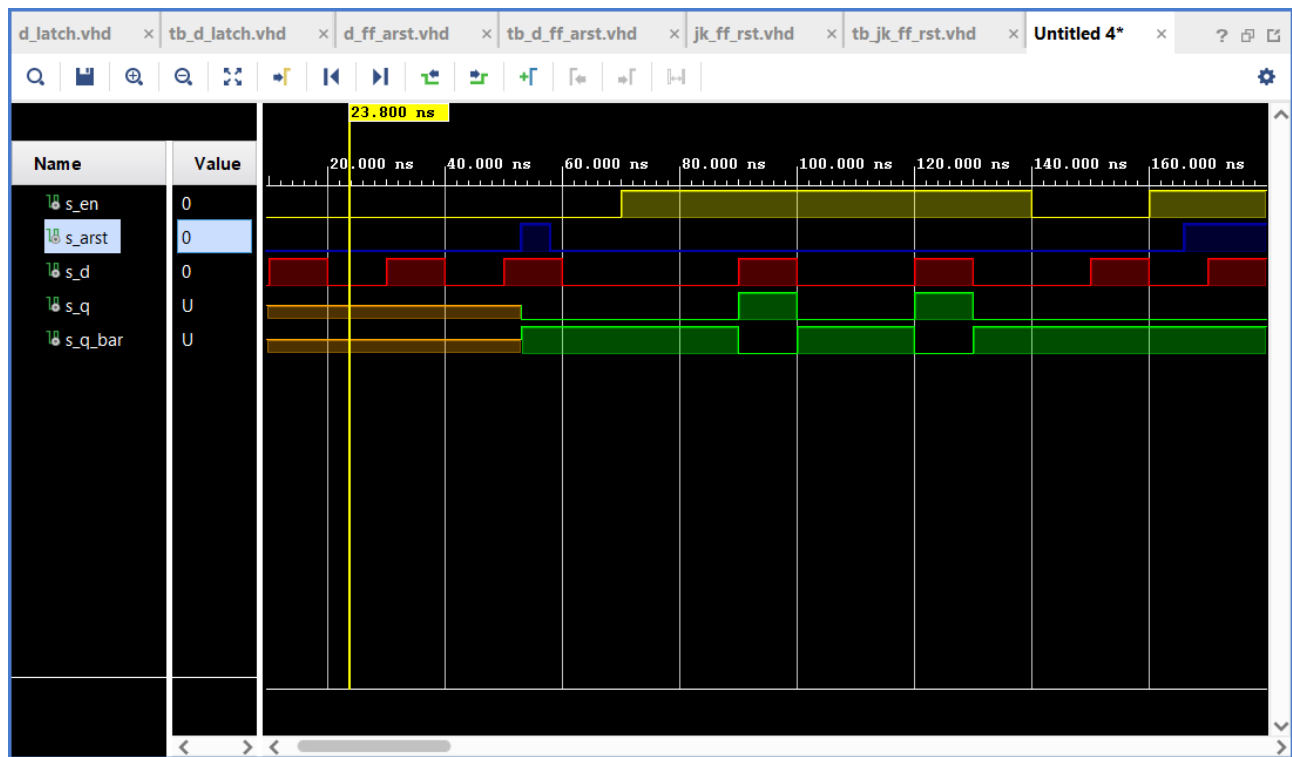 d_latch.vhd × tb_d_latch.vhd × d_ff_arst.vhd × tb_d_ff_arst.vhd × jk_ff_rst.vhd × tb_jk_ff_rst.vhd × Untitled 4* × ?
23.800 ns
Name Value 20.000 ns 40.000 ns 60.000 ns 80.000 ns 100.000 ns 120.000 ns 140.000 ns 160.000 ns
s_en 0
s_arst 0
s_d 0
s_q U
s_q_bar U